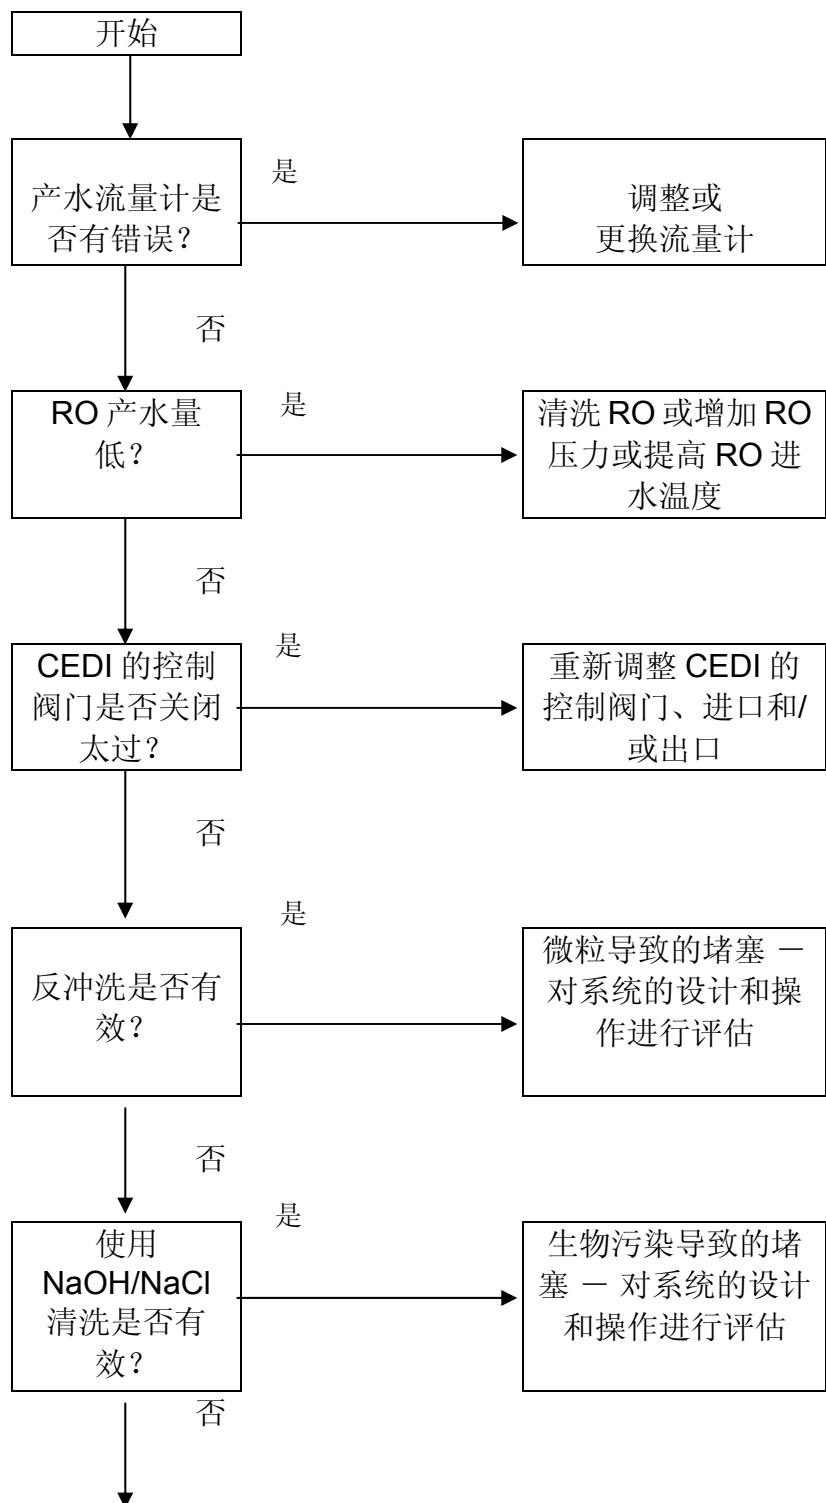 开始
是
产水流量计是
否有错误？
调整或
更换流量计
否
RO 产水量
低？
是
清洗 RO 或增加 RO
压力或提高 RO 进
水温度
否
CEDI 的控制
阀门是否关闭
太过？
是
重新调整 CEDI 的
控制阀门、进口和/
或出口
否
反冲洗是否有
效？
是
微粒导致的堵塞 －
对系统的设计和操
作进行评估
否
使用
NaOH/NaCl
清洗是否有
效？
是
生物污染导致的堵
塞 － 对系统的设计
和操作进行评估
否